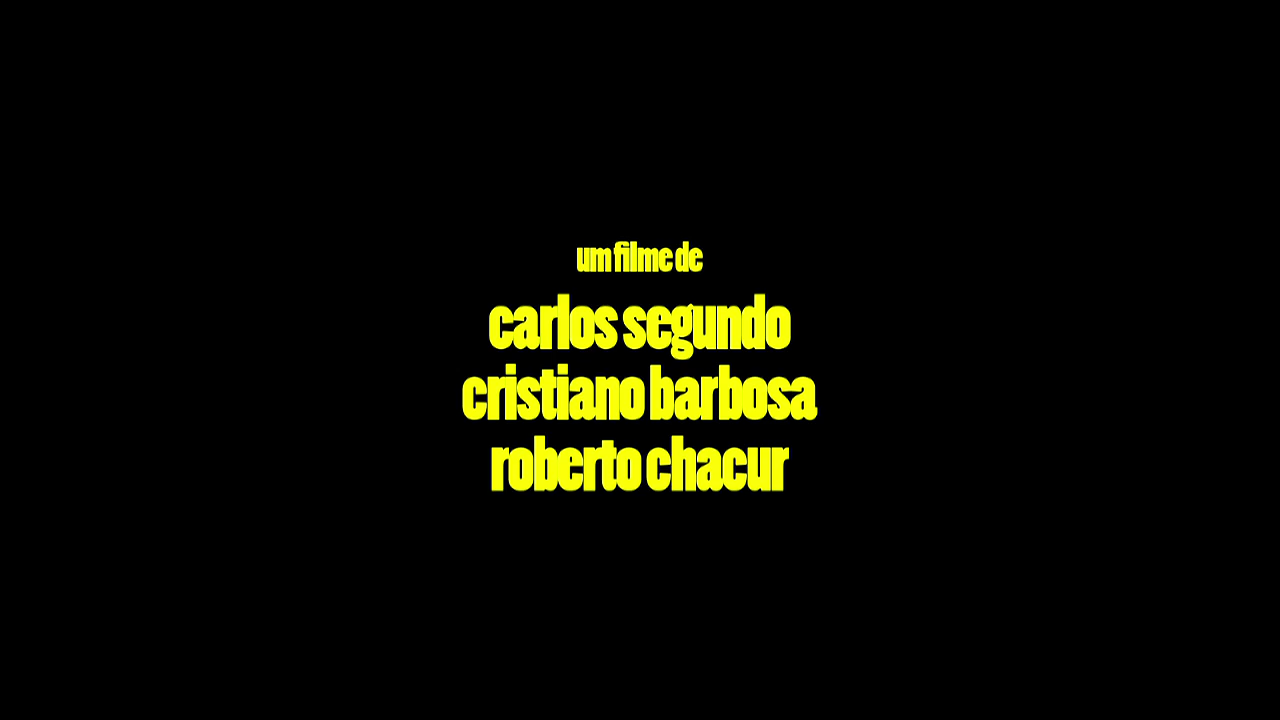 um filme de
carlos segundo
cristiano barbosa
roberto chacur